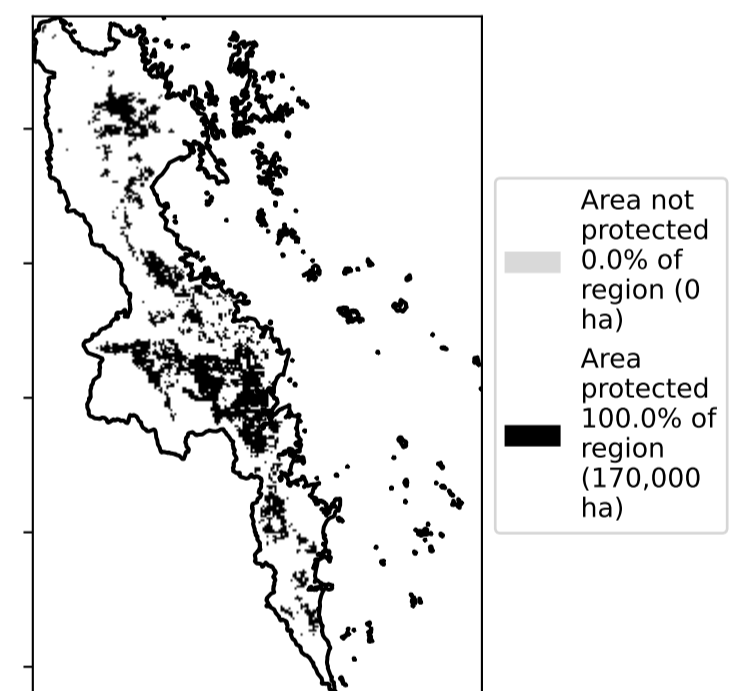 Area not
protected
0.0% of
region (0
ha)
Area
protected
100.0% of
region
(170,000
ha)